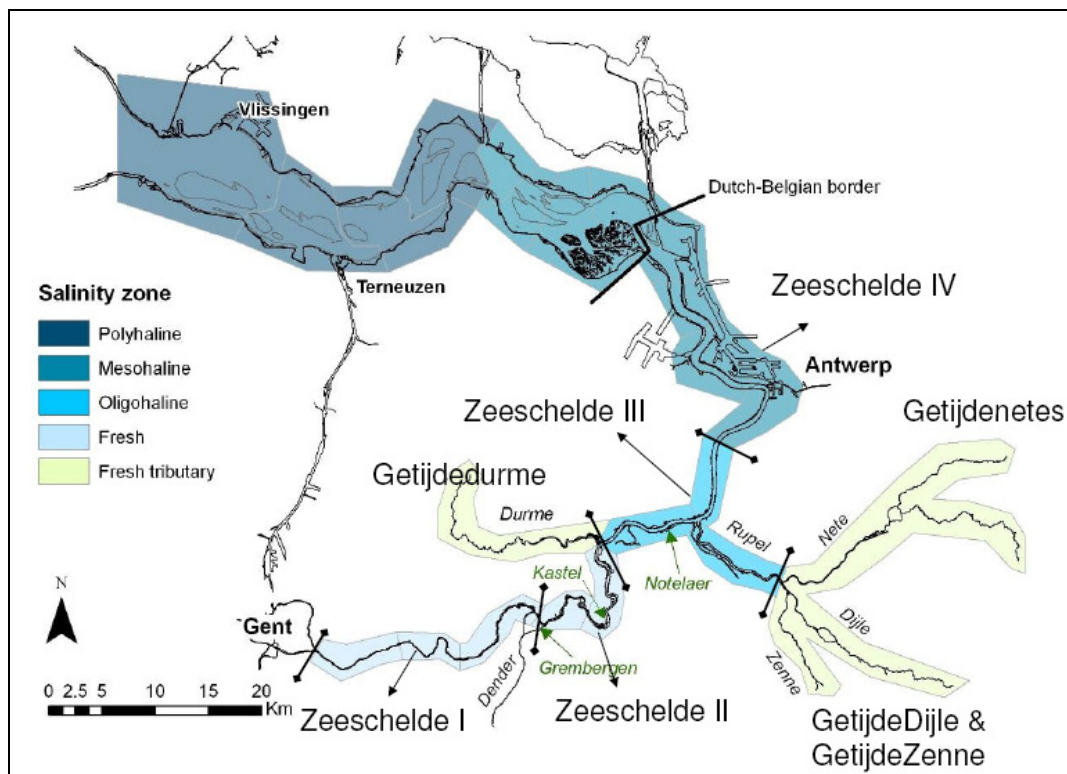 Vlissingen
Dutch-Belgian border
Terneuzen
Zeeschelde IV
Salinity zone
Polyhaline
Mesohaline
Oligohaline
Fresh
Fresh tributary
Antwerp
Zeeschelde III
Getijdenetes
Getijdedurme
Durme
Rupel
Nete
Kastel
Notelaer
N
Gent
Dijle
Zenne
Dender
Grembergen
0 2.5 5 10 15 20
Km
Zeeschelde I
Zeeschelde II
GetijdeDijle &
GetijdeZenne